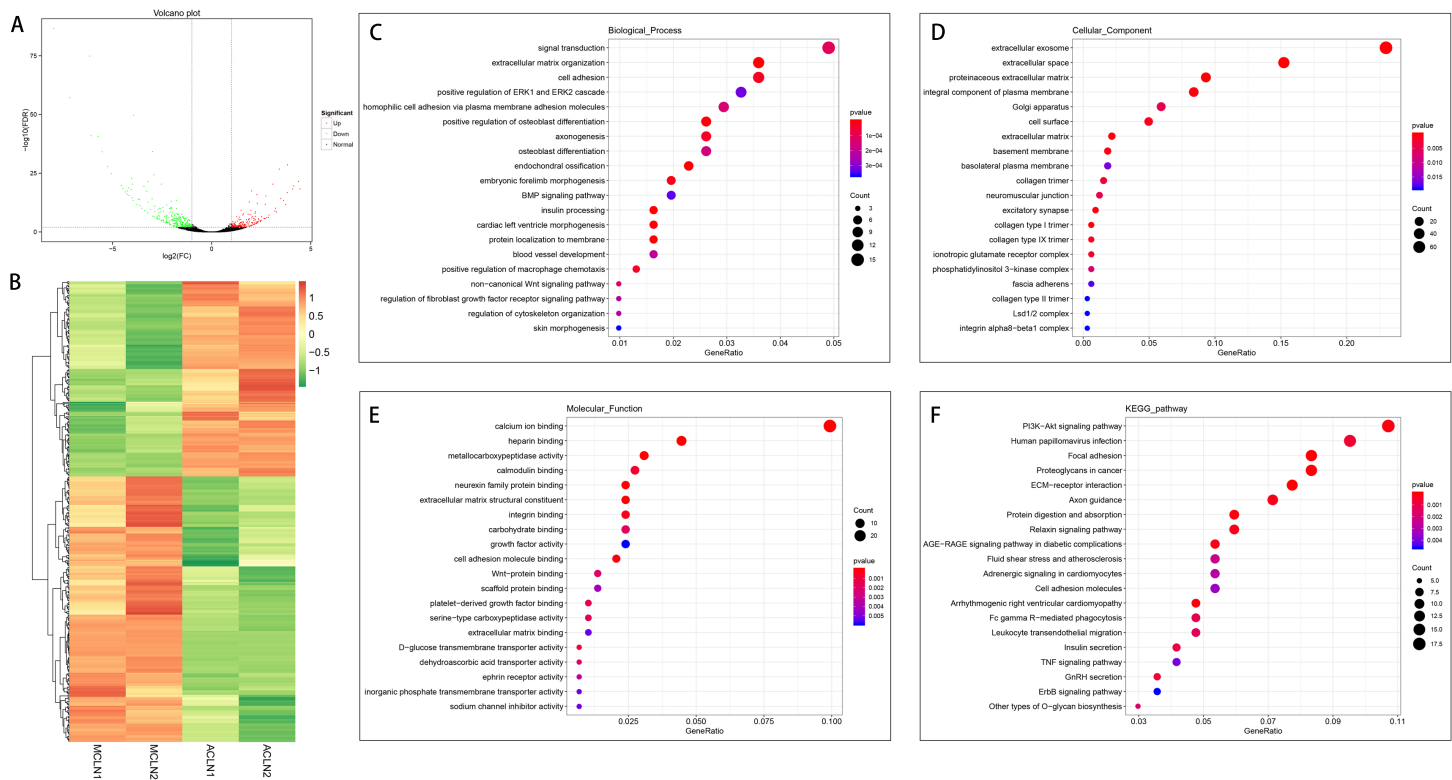 A
Volcano plot
75
50
25
0
−log10(FDR)
−5
0
5
log2(FC)
Significant
Up
Down
Normal
B
1
0.5
0
−0.5
−1
MCLN1
MCLN2
ACLN1
ACLN2
C
Biological_Process
signal transduction
extracellular matrix organization
cell adhesion
positive regulation of ERK1 and ERK2 cascade
homophilic cell adhesion via plasma membrane adhesion molecules
positive regulation of osteoblast differentiation
axonogenesis
osteoblast differentiation
endochondral ossification
embryonic forelimb morphogenesis
BMP signaling pathway
insulin processing
cardiac left ventricle morphogenesis
protein localization to membrane
blood vessel development
positive regulation of macrophage chemotaxis
non−canonical Wnt signaling pathway
regulation of fibroblast growth factor receptor signaling pathway
regulation of cytoskeleton organization
skin morphogenesis
0.01
0.02
0.03
0.04
0.05
GeneRatio
pvalue
1e−04
2e−04
3e−04
Count
3
6
9
12
15
D
Cellular_Component
extracellular exosome
extracellular space
proteinaceous extracellular matrix
integral component of plasma membrane
Golgi apparatus
cell surface
extracellular matrix
basement membrane
basolateral plasma membrane
collagen trimer
neuromuscular junction
excitatory synapse
collagen type I trimer
collagen type IX trimer
ionotropic glutamate receptor complex
phosphatidylinositol 3−kinase complex
fascia adherens
collagen type II trimer
Lsd1/2 complex
integrin alpha8−beta1 complex
0.00
0.05
0.10
0.15
0.20
GeneRatio
pvalue
0.005
0.010
0.015
Count
20
40
60
E
Molecular_Function
calcium ion binding
heparin binding
metallocarboxypeptidase activity
calmodulin binding
neurexin family protein binding
extracellular matrix structural constituent
integrin binding
carbohydrate binding
growth factor activity
cell adhesion molecule binding
Wnt−protein binding
scaffold protein binding
platelet−derived growth factor binding
serine−type carboxypeptidase activity
extracellular matrix binding
D−glucose transmembrane transporter activity
dehydroascorbic acid transporter activity
ephrin receptor activity
inorganic phosphate transmembrane transporter activity
sodium channel inhibitor activity
0.025
0.050
0.075
0.100
GeneRatio
Count
10
20
pvalue
0.001
0.002
0.003
0.004
0.005
F
KEGG_pathway
PI3K−Akt signaling pathway
Human papillomavirus infection
Focal adhesion
Proteoglycans in cancer
ECM−receptor interaction
Axon guidance
Protein digestion and absorption
Relaxin signaling pathway
AGE−RAGE signaling pathway in diabetic complications
Fluid shear stress and atherosclerosis
Adrenergic signaling in cardiomyocytes
Cell adhesion molecules
Arrhythmogenic right ventricular cardiomyopathy
Fc gamma R−mediated phagocytosis
Leukocyte transendothelial migration
Insulin secretion
TNF signaling pathway
GnRH secretion
ErbB signaling pathway
Other types of O−glycan biosynthesis
0.03
0.05
0.07
0.09
0.11
GeneRatio
pvalue
0.001
0.002
0.003
0.004
Count
5.0
7.5
10.0
12.5
15.0
17.5